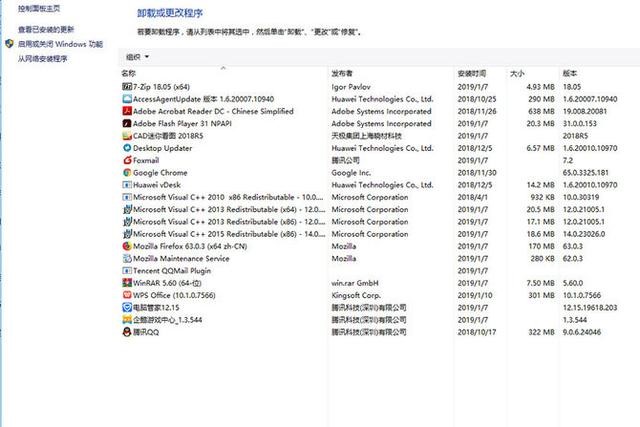 控制面板主页
查看已安装的更新
启用或关闭 Windows 功能
从网络安装程序
卸载或更改程序
若要卸载程序，请从列表中将其选中，然后单击“卸载”、“更改”或“修复”。
组织
名称 发布者 安装时间 大小 版本
7-Zip 18.05 (x64) Igor Pavlov 2019/1/7 4.93 MB 18.05
AccessAgentUpdate 版本 1.6.20007.10940 Huawei Technologies Co., Ltd. 2018/10/25 290 MB 1.6.20007.10940
Adobe Acrobat Reader DC - Chinese Simplified Adobe Systems Incorporated 2018/11/26 638 MB 19.008.20081
Adobe Flash Player 31 NPAPI Adobe Systems Incorporated 2019/1/7 20.3 MB 31.0.0.153
CAD迷你看图 2018R5 天极集团上海晓材科技 2019/1/7 2018R5
Desktop Updater Huawei Technologies Co., Ltd. 2018/12/5 6.57 MB 1.6.20010.10970
Foxmail 腾讯公司 2019/1/7 7.2
Google Chrome Google Inc. 2018/11/30 65.0.3325.181
Huawei vDesk 2018/12/5 14.2 MB 1.6.20010.10970
Microsoft Visual C++ 2010 x86 Redistributable - 10.0.... Microsoft Corporation 2018/4/1 932 KB 10.0.30319
Microsoft Visual C++ 2013 Redistributable (x64) - 12.0.... Microsoft Corporation 2019/1/7 20.5 MB 12.0.21005.1
Microsoft Visual C++ 2013 Redistributable (x86) - 12.0.... Microsoft Corporation 2019/1/7 17.1 MB 12.0.21005.1
Microsoft Visual C++ 2015 Redistributable (x86) - 14.0.... Microsoft Corporation 2019/1/7 18.6 MB 14.0.23026.0
Mozilla Firefox 63.0.3 (x64 zh-CN) Mozilla 2019/1/7 170 MB 63.0.3
Mozilla Maintenance Service Mozilla 2019/1/7 280 KB 62.0.3
Tencent QQMail Plugin 2019/1/7
WinRAR 5.60 (64-位) win.rar GmbH 2019/1/7 7.50 MB 5.60.0
WPS Office (10.1.0.7566) Kingsoft Corp. 2019/1/10 301 MB 10.1.0.7566
电脑管家12.15 腾讯科技(深圳)有限公司 2019/1/7 12.15.19618.203
企鹅游戏中心_1.3.544 腾讯科技(深圳)有限公司 2019/1/7 1.3.544
腾讯QQ 腾讯科技(深圳)有限公司 2018/10/17 322 MB 9.0.6.24046